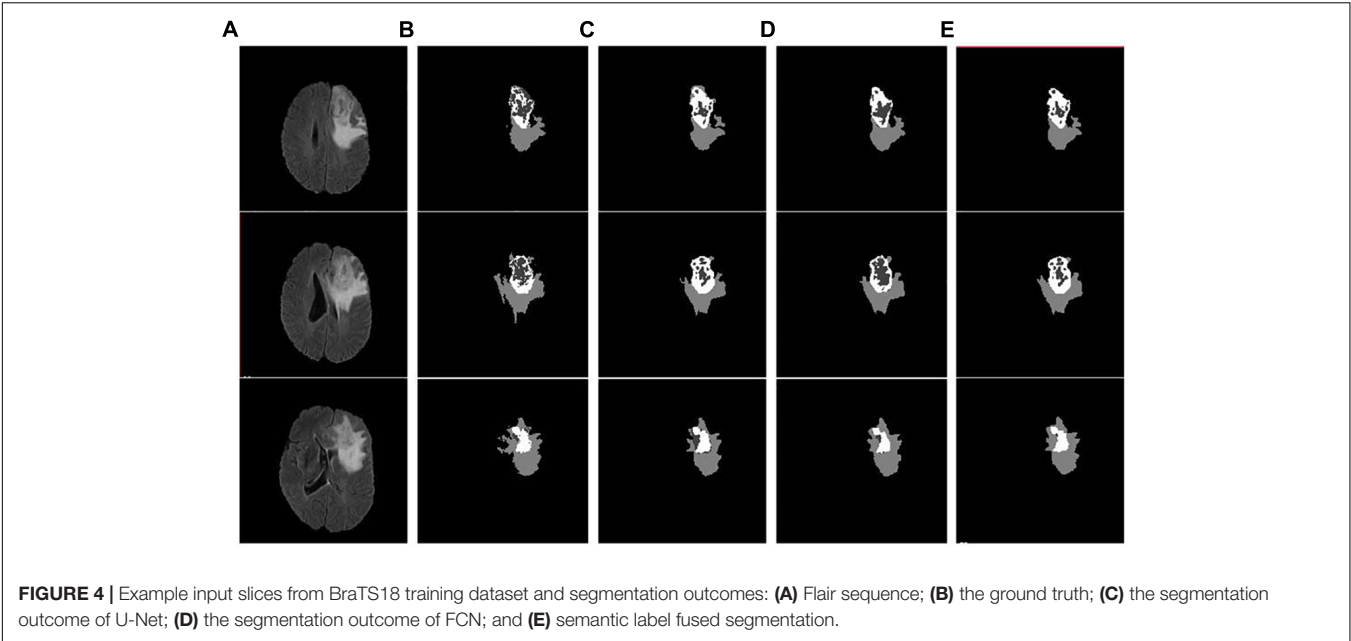 A B C D E
FIGURE 4 | Example input slices from BraTS18 training dataset and segmentation outcomes: (A) Flair sequence; (B) the ground truth; (C) the segmentation
outcome of U-Net; (D) the segmentation outcome of FCN; and (E) semantic label fused segmentation.